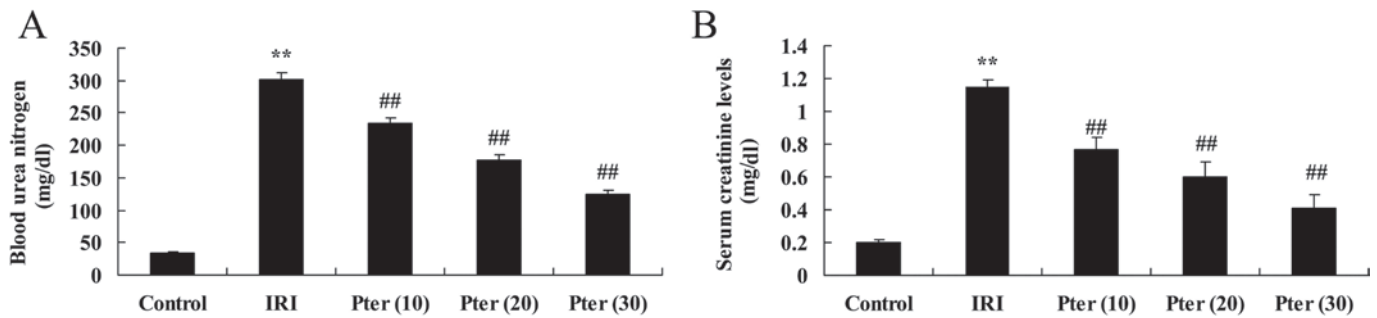 A
Blood urea nitrogen
(mg/dl)
350
300
250
200
150
100
50
0
**
##
##
##
Control
IRI
Pter (10)
Pter (20)
Pter (30)
B
Serum creatinine levels
(mg/dl)
1.4
1.2
1
0.8
0.6
0.4
0.2
0
**
##
##
##
Control
IRI
Pter (10)
Pter (20)
Pter (30)